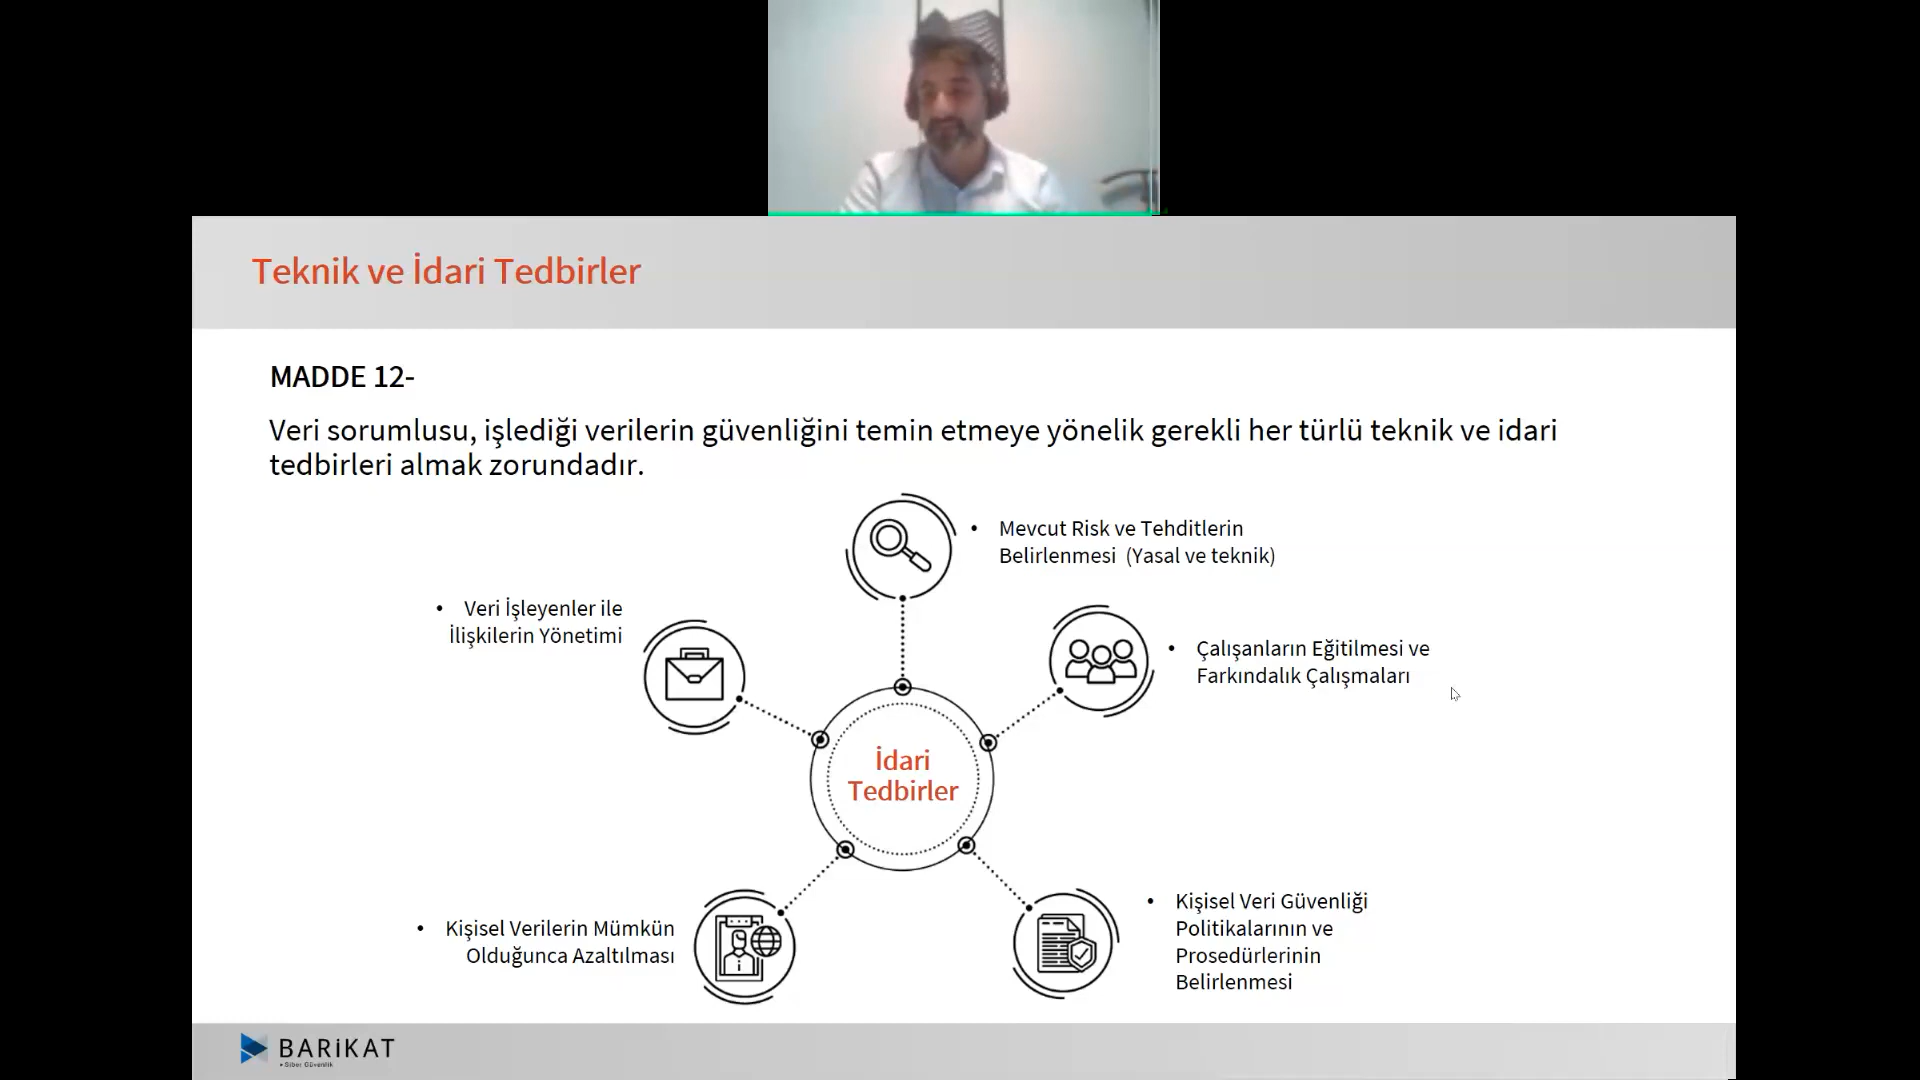 Teknik ve İdari Tedbirler
MADDE 12-
Veri sorumlusu, işlediği verilerin güvenliğini temin etmeye yönelik gerekli her türlü teknik ve idari
tedbirleri almak zorundadır.
• Mevcut Risk ve Tehditlerin
Belirlenmesi (Yasal ve teknik)
• Veri İşleyenler ile
İlişkilerin Yönetimi
• Çalışanların Eğitilmesi ve
Farkındalık Çalışmaları
İdari
Tedbirler
• Kişisel Verilerin Mümkün
Olduğunca Azaltılması
• Kişisel Veri Güvenliği
Politikalarının ve
Prosedürlerinin
Belirlenmesi
BARiKAT
Siber Güvenlik